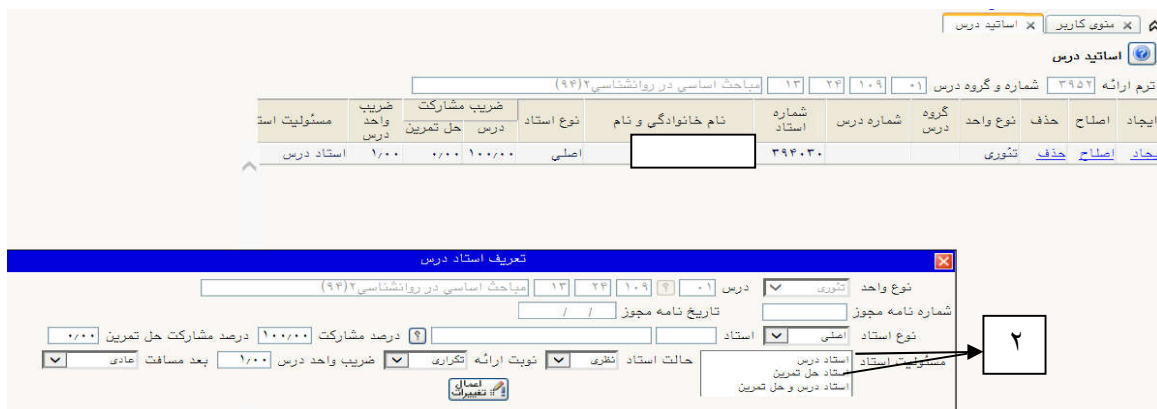 منوی کاربر × اساتید درس ×
اساتید درس
ترم ارائه ۳۹۵۲ شماره و گروه درس ۰۱ ۱۰۹ ۲۴ ۱۳ مباحث اساسی در روانشناسی۲(۹۴)
ایجاد اصلاح حذف نوع واحد گروه درس شماره درس شماره استاد نام خانوادگی و نام نوع استاد ضریب مشارکت درس حل تمرین ضریب واحد درس مسئولیت است
یجاد اصلاح حذف تئوری ۳۹۴۰۳۰ اصلی ۱۰۰/۰۰ ۰/۰۰ ۱/۰۰ استاد درس
تعریف استاد درس
نوع واحد تئوری درس ۰۱ ؟ ۱۰۹ ۲۴ ۱۳ مباحث اساسی در روانشناسی۲(۹۴)
شماره نامه مجوز تاریخ نامه مجوز / /
نوع استاد اصلی استاد ؟ درصد مشارکت ۱۰۰/۰۰ درصد مشارکت حل تمرین ۰/۰۰
مسئولیت استاد استاد درس حالت استاد نظری نوبت ارائه تکراری ضریب واحد درس ۱/۰۰ بعد مسافت عادی
استاد حل تمرین
استاد درس و حل تمرین
۲
اعمال تغییرات